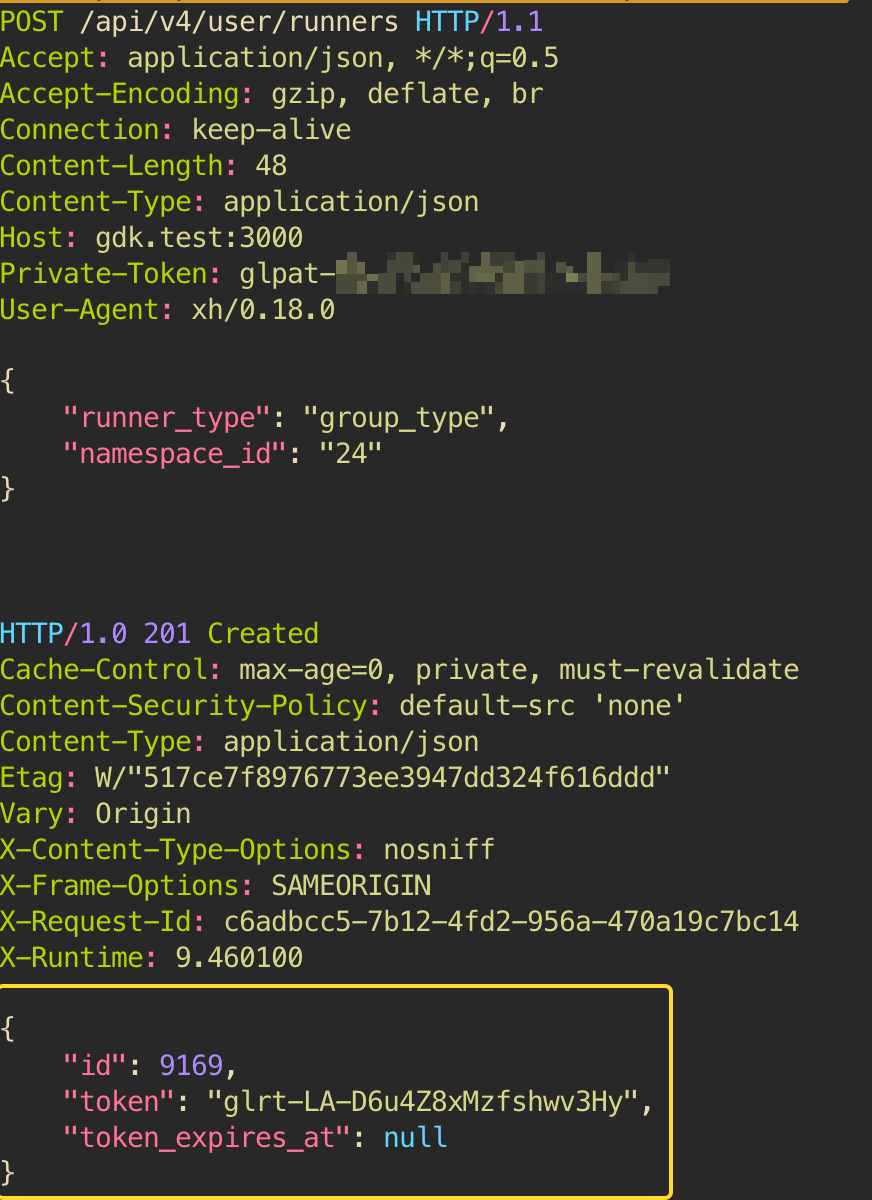 POST /api/v4/user/runners HTTP/1.1
Accept: application/json, */*;q=0.5
Accept-Encoding: gzip, deflate, br
Connection: keep-alive
Content-Length: 48
Content-Type: application/json
Host: gdk.test:3000
Private-Token: glpat-
User-Agent: xh/0.18.0
{
    "runner_type": "group_type",
    "namespace_id": "24"
}
HTTP/1.0 201 Created
Cache-Control: max-age=0, private, must-revalidate
Content-Security-Policy: default-src 'none'
Content-Type: application/json
Etag: W/"517ce7f8976773ee3947dd324f616ddd"
Vary: Origin
X-Content-Type-Options: nosniff
X-Frame-Options: SAMEORIGIN
X-Request-Id: c6adbcc5-7b12-4fd2-956a-470a19c7bc14
X-Runtime: 9.460100
{
    "id": 9169,
    "token": "glrt-LA-D6u4Z8xMzfshwv3Hy",
    "token_expires_at": null
}